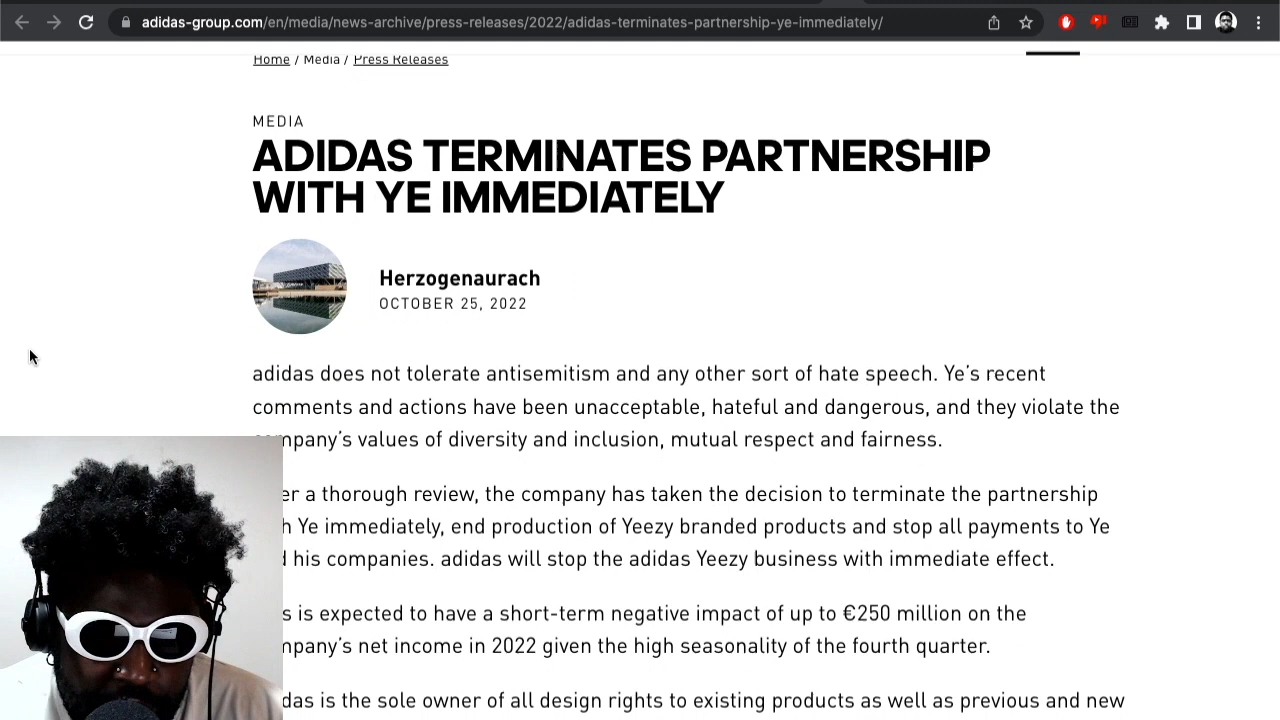 adidas-group.com/en/media/news-archive/press-releases/2022/adidas-terminates-partnership-ye-immediately/
Home / Media / Press Releases
MEDIA
ADIDAS TERMINATES PARTNERSHIP
WITH YE IMMEDIATELY
Herzogenaurach
OCTOBER 25, 2022
adidas does not tolerate antisemitism and any other sort of hate speech. Ye’s recent
comments and actions have been unacceptable, hateful and dangerous, and they violate the
company’s values of diversity and inclusion, mutual respect and fairness.
a thorough review, the company has taken the decision to terminate the partnership
Ye immediately, end production of Yeezy branded products and stop all payments to Ye
his companies. adidas will stop the adidas Yeezy business with immediate effect.
is expected to have a short-term negative impact of up to €250 million on the
net income in 2022 given the high seasonality of the fourth quarter.
is the sole owner of all design rights to existing products as well as previous and new